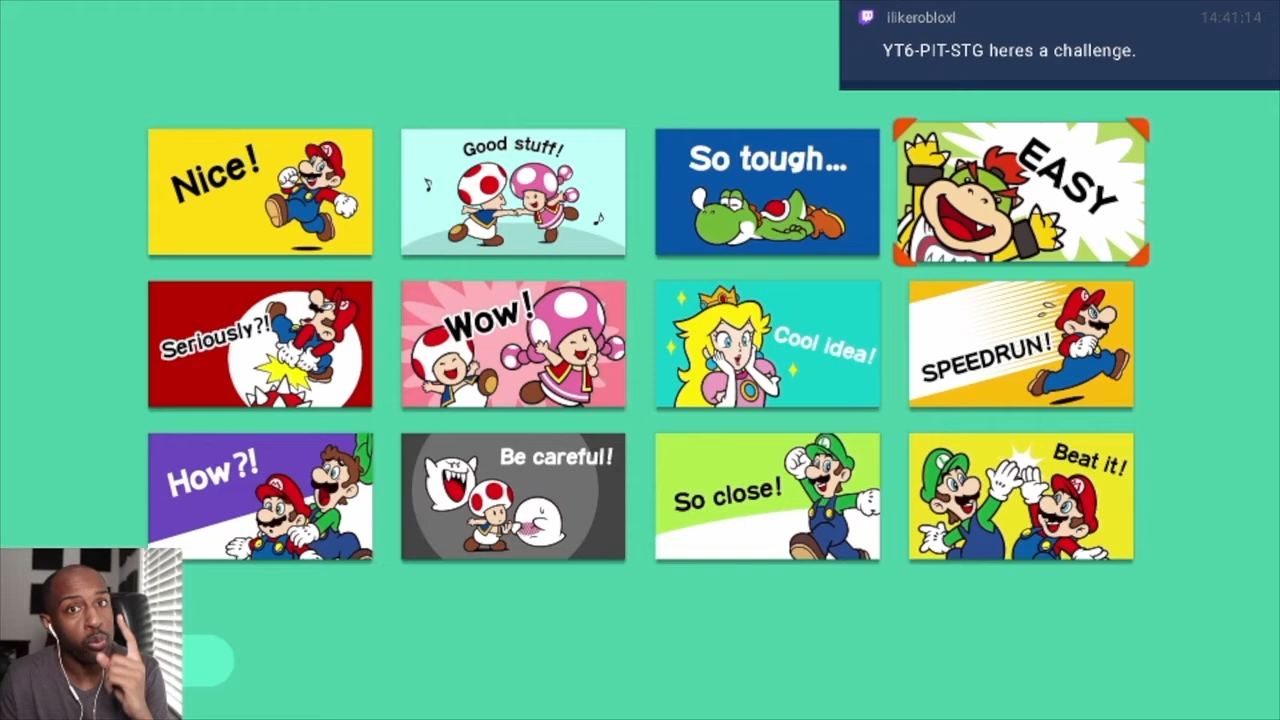 ilikerobloxl
14:41:14
YT6-PIT-STG heres a challenge.
Nice!
Good stuff!
So tough...
EASY
Seriously?!
Wow!
Cool idea!
SPEEDRUN!
How?!
Be careful!
So close!
Beat it!